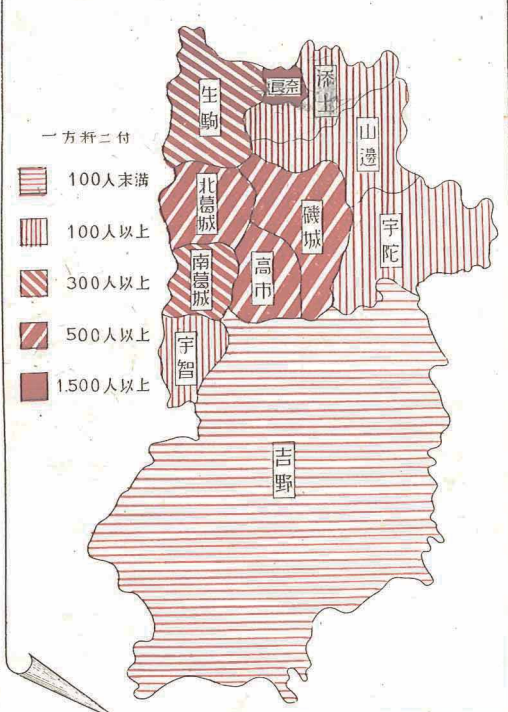 一方粁ニ付
100人末満
100人以上
300人以上
500人以上
1.500人以上
生駒
奈良
添上
山邊
北葛城
磯城
宇陀
南葛城
高市
宇智
吉野